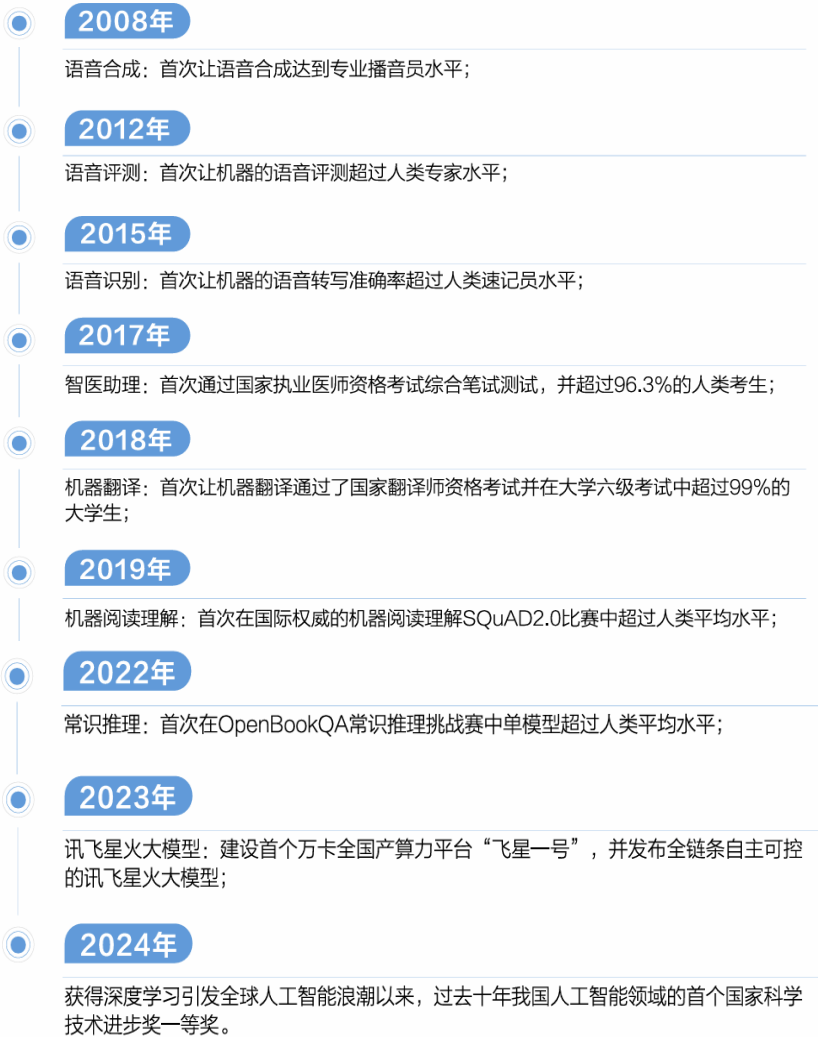 2008年
语音合成：首次让语音合成达到专业播音员水平；
2012年
语音评测：首次让机器的语音评测超过人类专家水平；
2015年
语音识别：首次让机器的语音转写准确率超过人类速记员水平；
2017年
智医助理：首次通过国家执业医师资格考试综合笔试测试，并超过96.3%的人类考生；
2018年
机器翻译：首次让机器翻译通过了国家翻译师资格考试并在大学六级考试中超过99%的
大学生；
2019年
机器阅读理解：首次在国际权威的机器阅读理解SQuAD2.0比赛中超过人类平均水平；
2022年
常识推理：首次在OpenBookQA常识推理挑战赛中单模型超过人类平均水平；
2023年
讯飞星火大模型：建设首个万卡全国产算力平台“飞星一号”，并发布全链条自主可控
的讯飞星火大模型；
2024年
获得深度学习引发全球人工智能浪潮以来，过去十年我国人工智能领域的首个国家科学
技术进步奖一等奖。